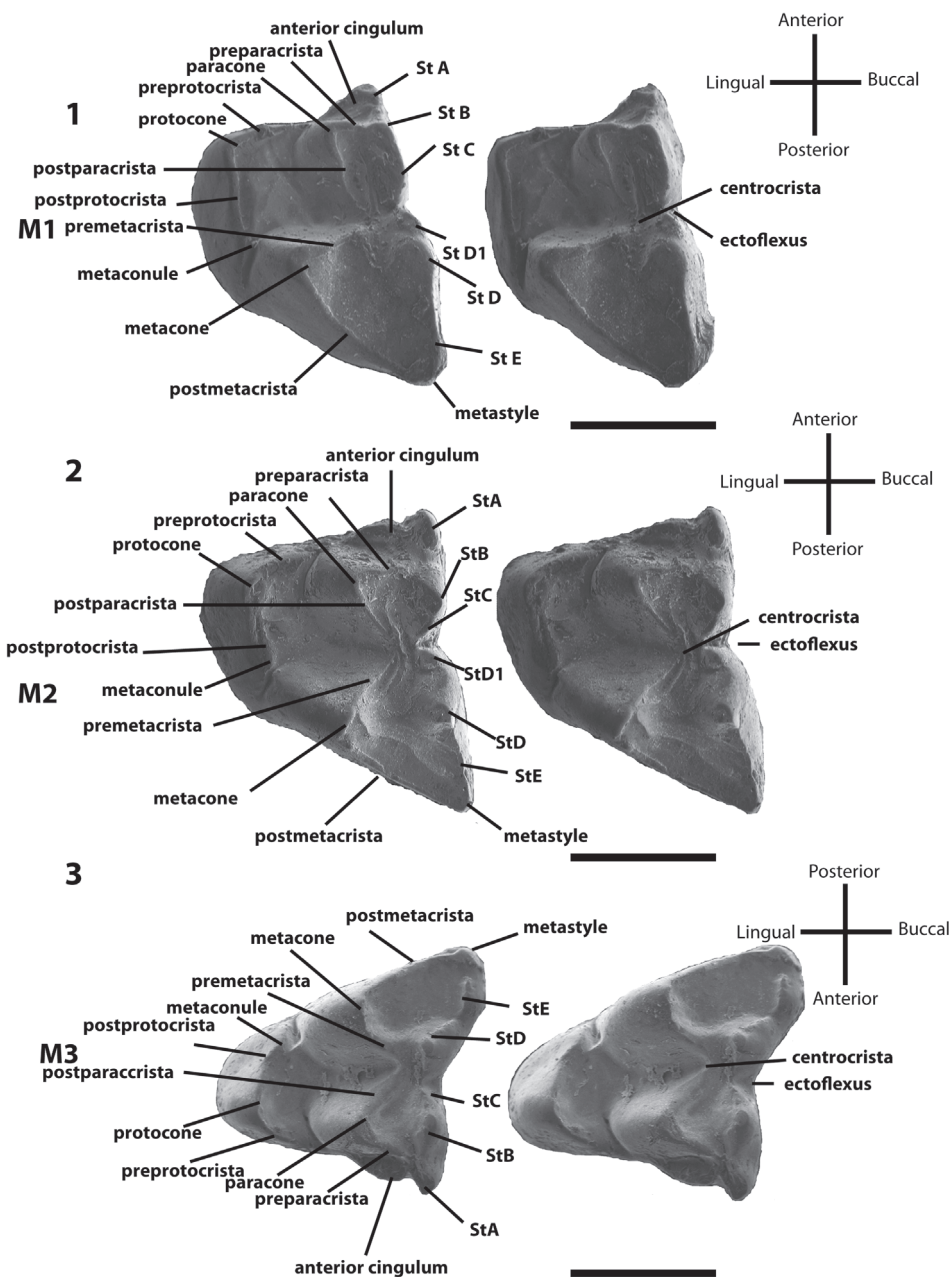 1
anterior cingulum
preparacrista
paracone
preprotocrista
protocone
postparacrista
postprotocrista
M1
premetacrista
metaconule
metacone
postmetacrista
St A
St B
St C
St D1
St D
St E
metastyle
centrocrista
ectoflexus
Anterior
Lingual
Buccal
Posterior
2
anterior cingulum
preparacrista
paracone
preprotocrista
protocone
postparacrista
postprotocrista
metaconule
M2
premetacrista
metacone
postmetacrista
StA
StB
StC
StD1
StD
StE
metastyle
centrocrista
ectoflexus
Anterior
Lingual
Buccal
Posterior
3
postmetacrista
metacone
premetacrista
metaconule
postprotocrista
M3
postparaccrista
protocone
preprotocrista
paracone
preparacrista
anterior cingulum
metastyle
StE
StD
StC
StB
StA
centrocrista
ectoflexus
Posterior
Lingual
Buccal
Anterior